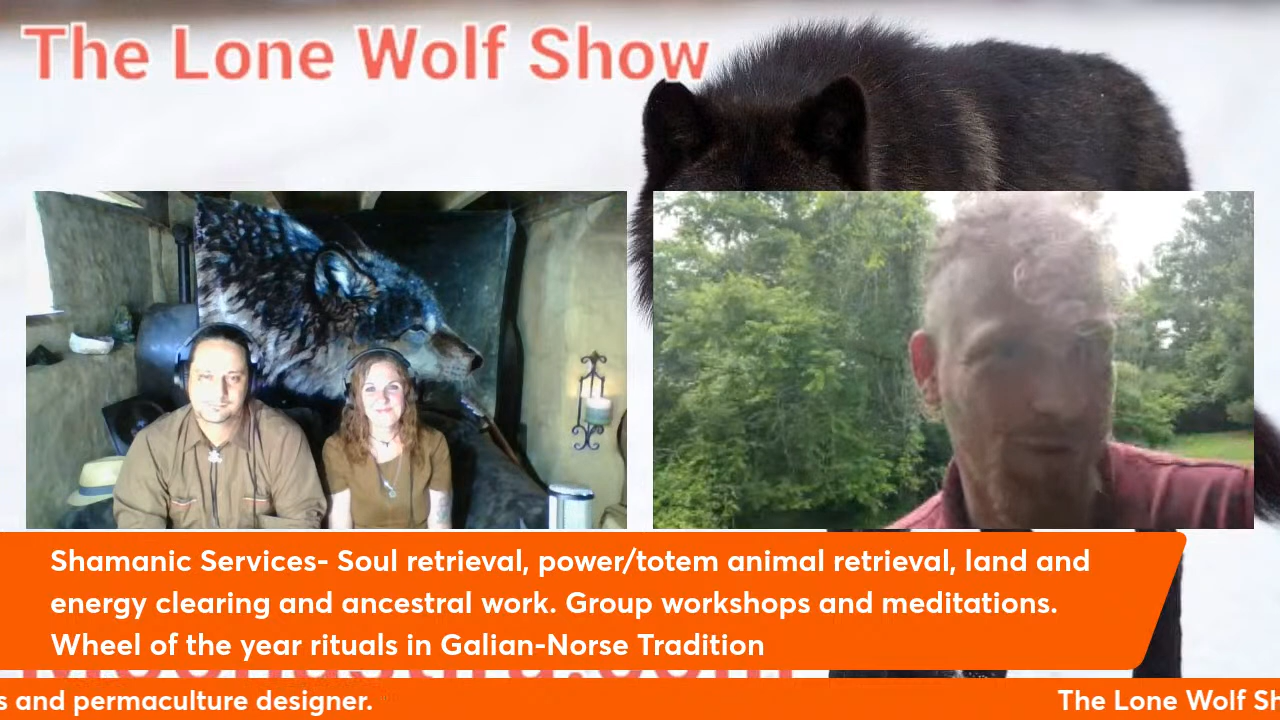 The Lone Wolf Show
Shamanic Services- Soul retrieval, power/totem animal retrieval, land and
energy clearing and ancestral work. Group workshops and meditations.
Wheel of the year rituals in Galian-Norse Tradition
s and permaculture designer.
The Lone Wolf Sh